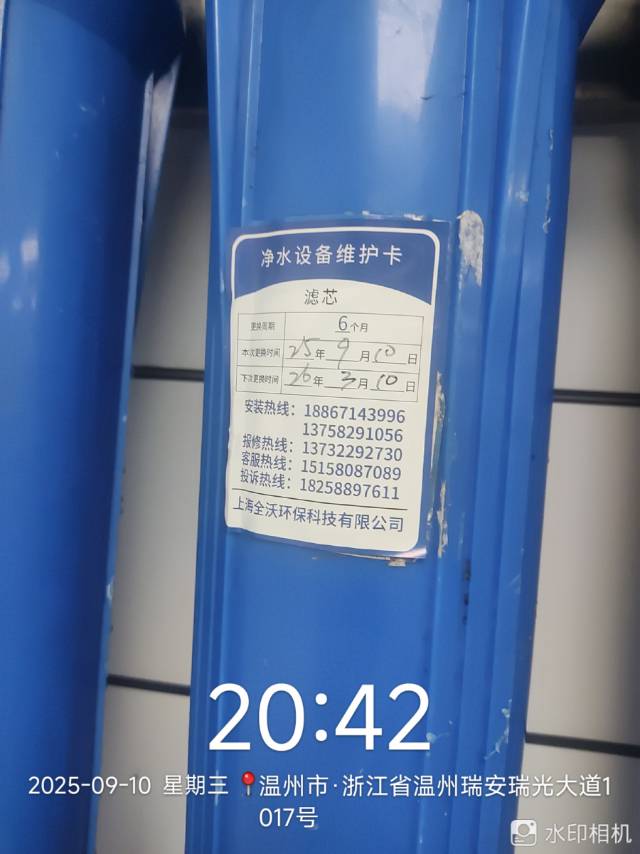 净水设备维护卡
滤芯
更换周期 6个月
本次更换时间 25年9月10日
下次更换时间 26年3月10日
安装热线：18867143996
13758291056
报修热线：13732292730
客服热线：15158087089
投诉热线：18258897611
上海全沃环保科技有限公司
20:42
2025-09-10 星期三 温州市·浙江省温州瑞安瑞光大道1
017号
水印相机